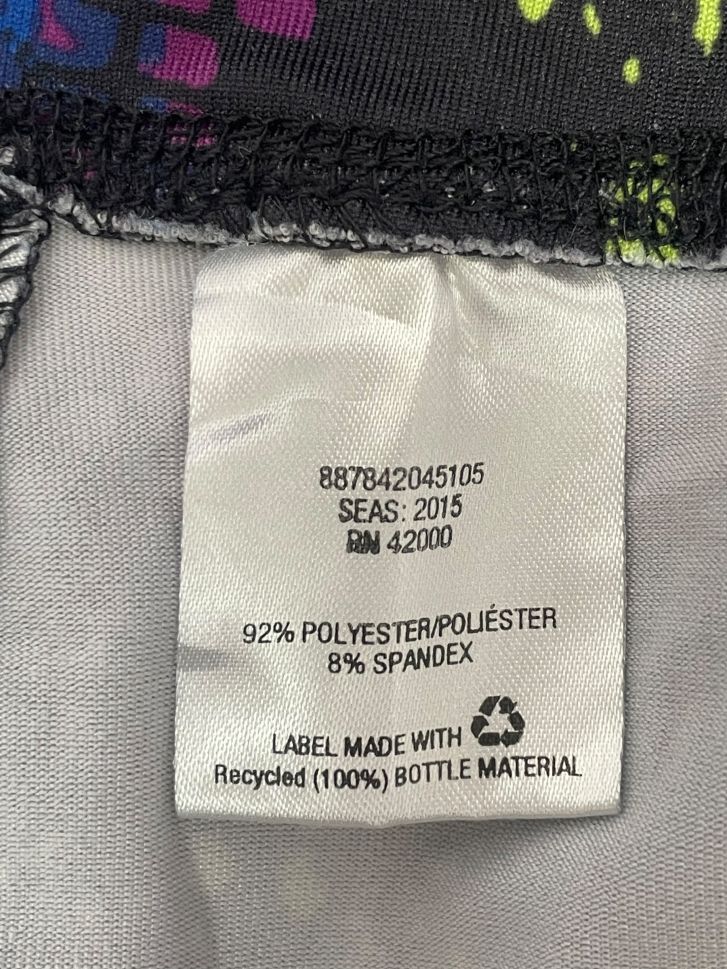 887842045105
SEAS: 2015
RN 42000
92% POLYESTER/POLIÉSTER
8% SPANDEX
LABEL MADE WITH
Recycled (100%) BOTTLE MATERIAL